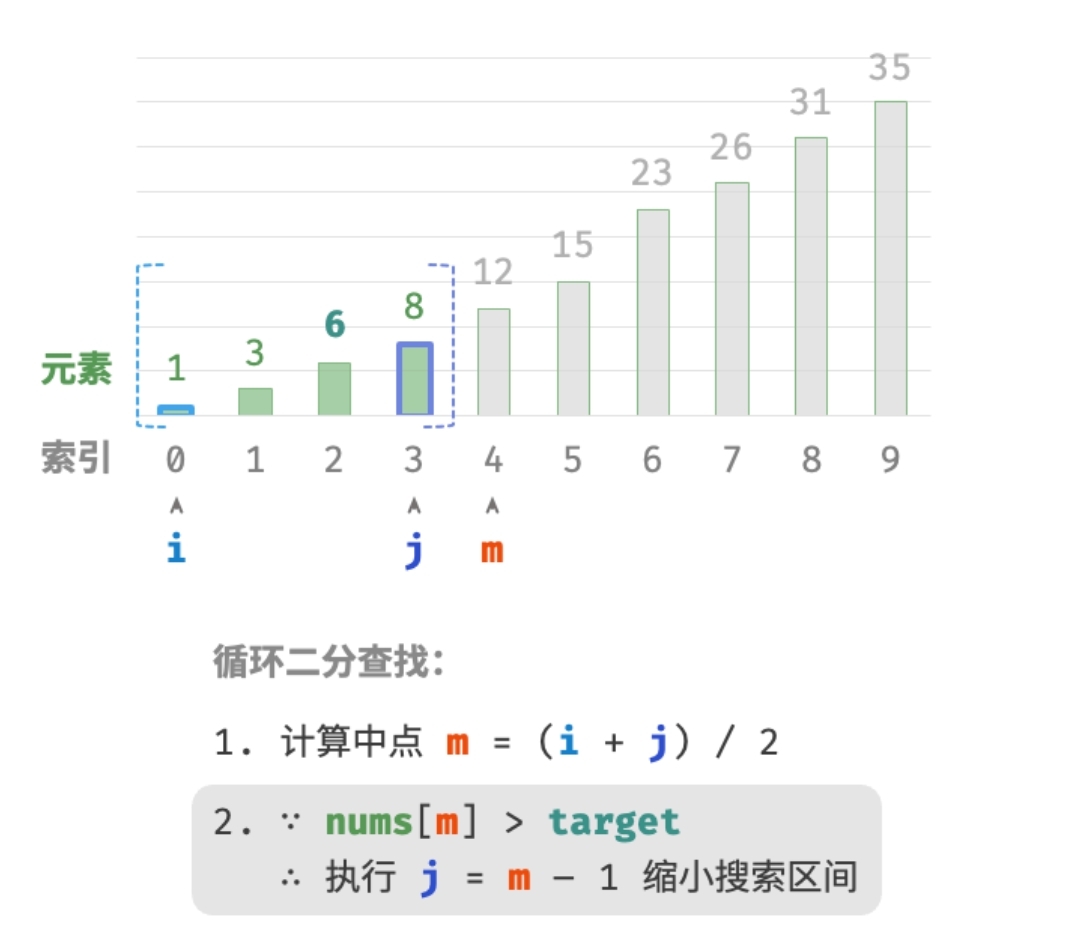 35
31
26
23
15
12
8
6
3
元素 1
索引 0 1 2 3 4 5 6 7 8 9
i j m
循环二分查找:
1. 计算中点 m = (i + j) / 2
2. ∵ nums[m] > target
∴ 执行 j = m - 1 缩小搜索区间